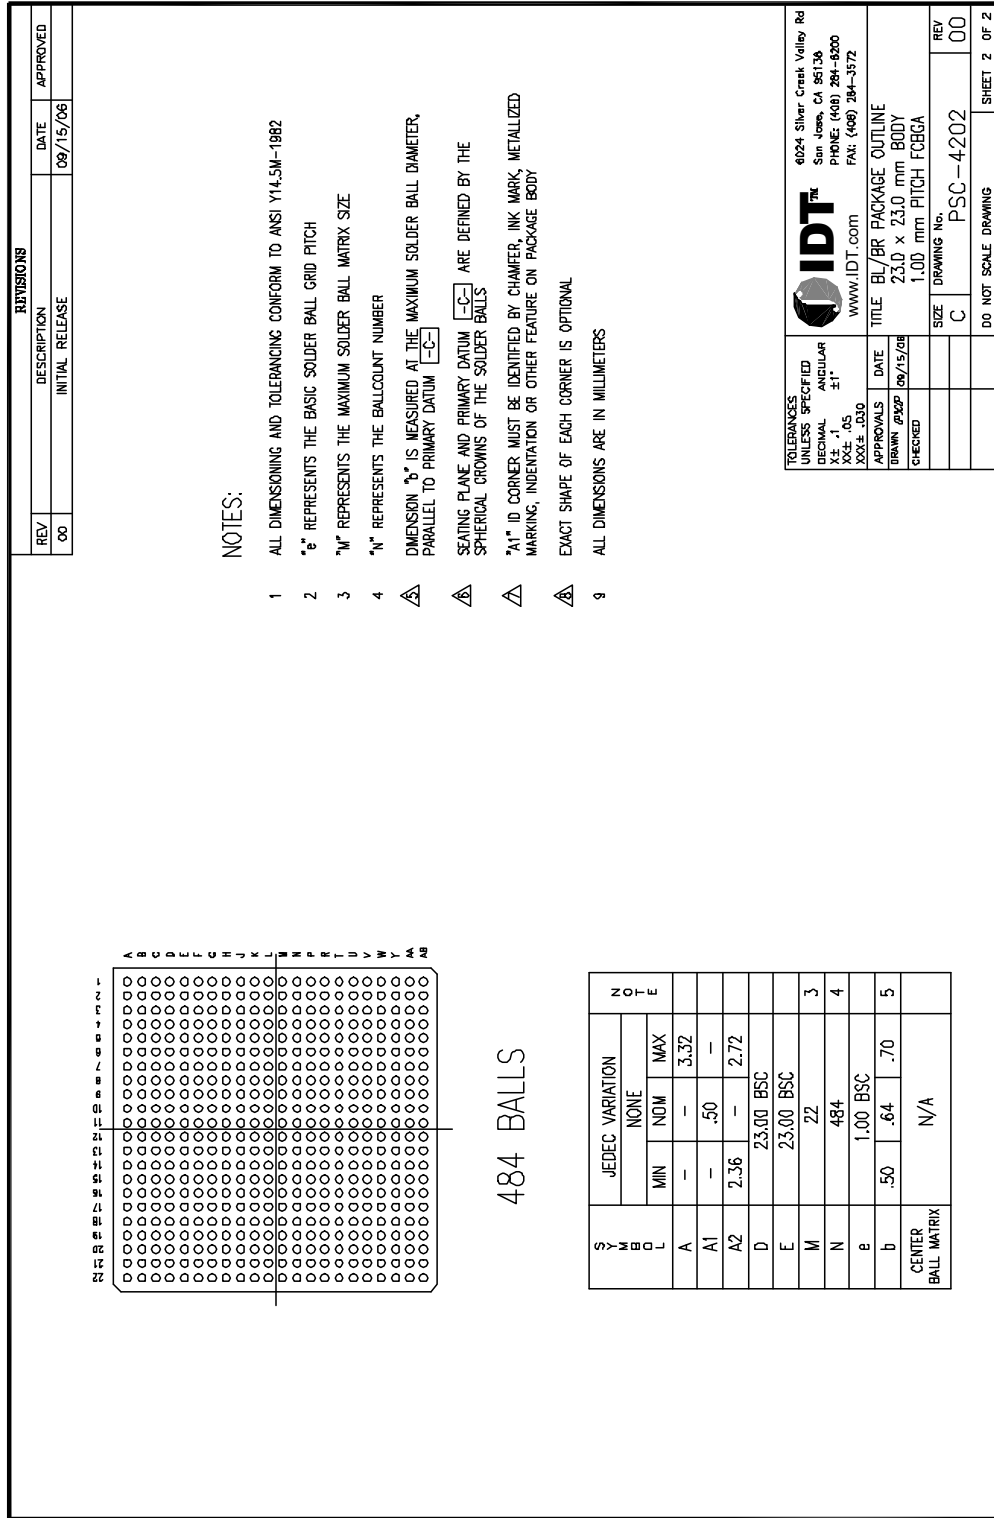 REVISIONS
REV DESCRIPTION DATE APPROVED
00 INITIAL RELEASE 09/15/06
NOTES:
1 ALL DIMENSIONING AND TOLERANCING CONFORM TO ANSI Y14.5M-1982
2 "e" REPRESENTS THE BASIC SOLDER BALL GRID PITCH
3 "M" REPRESENTS THE MAXIMUM SOLDER BALL MATRIX SIZE
4 "N" REPRESENTS THE BALLCOUNT NUMBER
5 DIMENSION "b" IS MEASURED AT THE MAXIMUM SOLDER BALL DIAMETER,
PARALLEL TO PRIMARY DATUM -C-
6 SEATING PLANE AND PRIMARY DATUM -C- ARE DEFINED BY THE
SPHERICAL CROWNS OF THE SOLDER BALLS
7 "A1" ID CORNER MUST BE IDENTIFIED BY CHAMFER, INK MARK, METALLIZED
MARKING, INDENTATION OR OTHER FEATURE ON PACKAGE BODY
8 EXACT SHAPE OF EACH CORNER IS OPTIONAL
9 ALL DIMENSIONS ARE IN MILLIMETERS
22 21 20 19 18 17 16 15 14 13 12 11 10 9 8 7 6 5 4 3 2 1
A
B
C
D
E
F
G
H
J
K
L
M
N
P
R
T
U
V
W
Y
AA
AB
484 BALLS
SYMBOL JEDEC VARIATION NOTE
NONE
MIN NOM MAX
A - - 3.32
A1 - .50 -
A2 2.36 - 2.72
D 23.00 BSC
E 23.00 BSC
M 22 3
N 484 4
e 1.00 BSC
b .50 .64 .70 5
CENTER
BALL MATRIX N/A
TOLERANCES
UNLESS SPECIFIED
DECIMAL ANGULAR
X± .1 ±1°
XX± .05
XXX± .030
APPROVALS DATE
DRAWN 09/15/06
CHECKED
IDT™
www.IDT.com
6024 Silver Creek Valley Rd
San Jose, CA 95138
PHONE: (408) 284-8200
FAX: (408) 284-3572
TITLE BL/BR PACKAGE OUTLINE
23.0 x 23.0 mm BODY
1.00 mm PITCH FCBGA
SIZE DRAWING No. REV
C PSC-4202 00
DO NOT SCALE DRAWING SHEET 2 OF 2